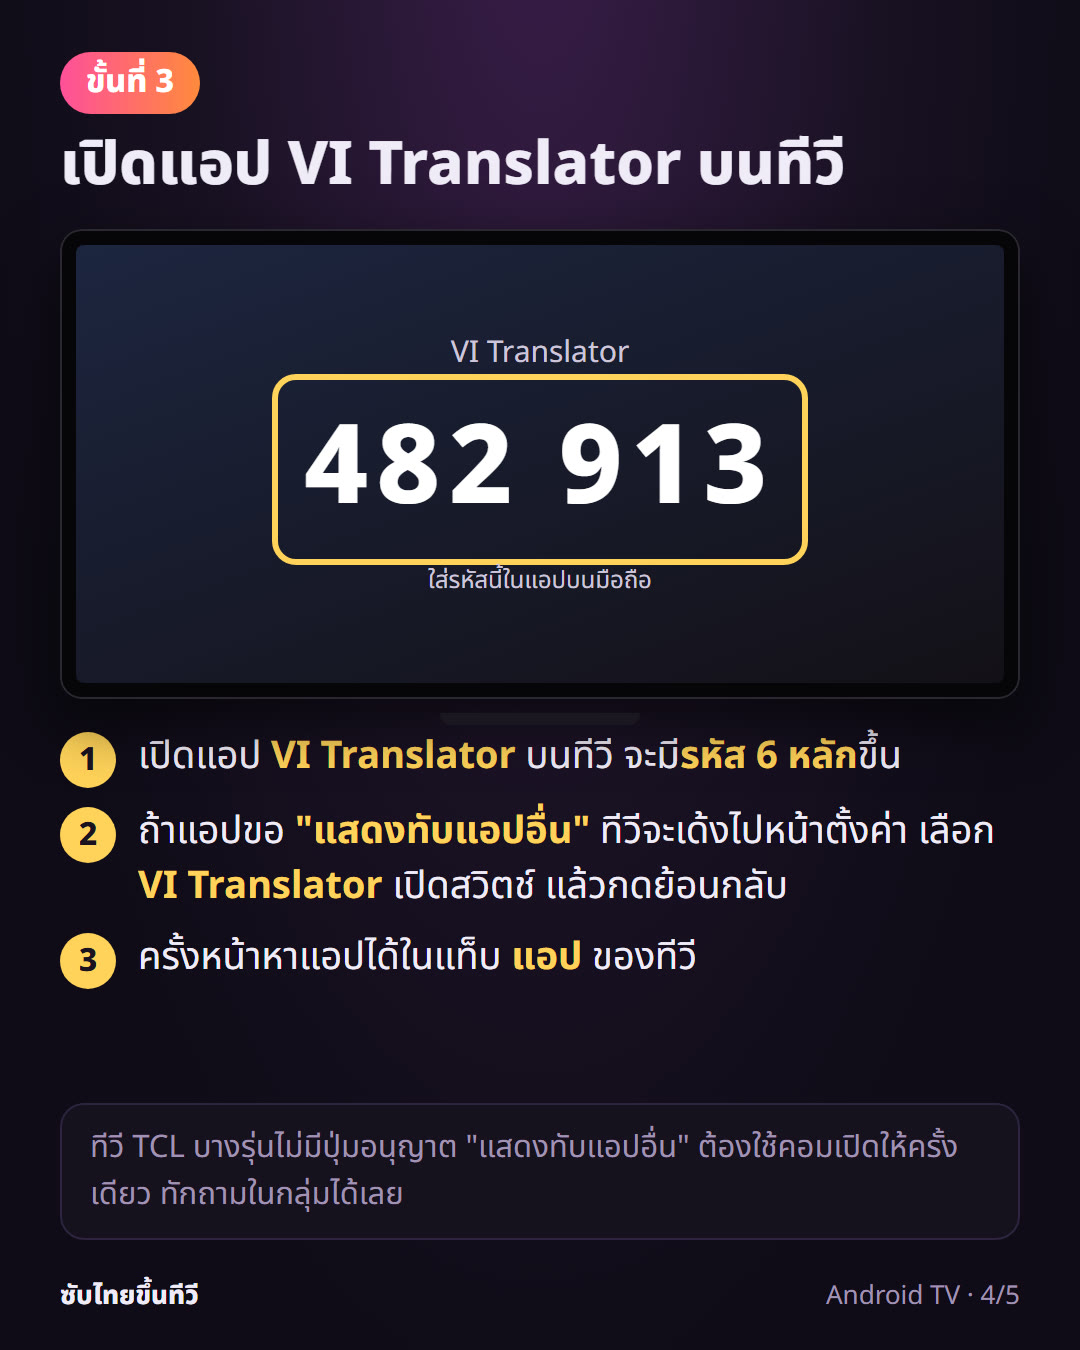 ขั้นที่ 3
เปิดแอป VI Translator บนทีวี
VI Translator
482 913
ใส่รหัสนี้ในแอปบนมือถือ
1 เปิดแอป VI Translator บนทีวี จะมีรหัส 6 หลักขึ้น
2 ถ้าแอปขอ "แสดงทับแอปอื่น" ทีวีจะเด้งไปหน้าตั้งค่า เลือก
VI Translator เปิดสวิตช์ แล้วกดย้อนกลับ
3 ครั้งหน้าหาแอปได้ในแท็บ แอป ของทีวี
ทีวี TCL บางรุ่นไม่มีปุ่มอนุญาต "แสดงทับแอปอื่น" ต้องใช้คอมเปิดให้ครั้ง
เดียว ทักถามในกลุ่มได้เลย
ซับไทยขึ้นทีวี
Android TV · 4/5